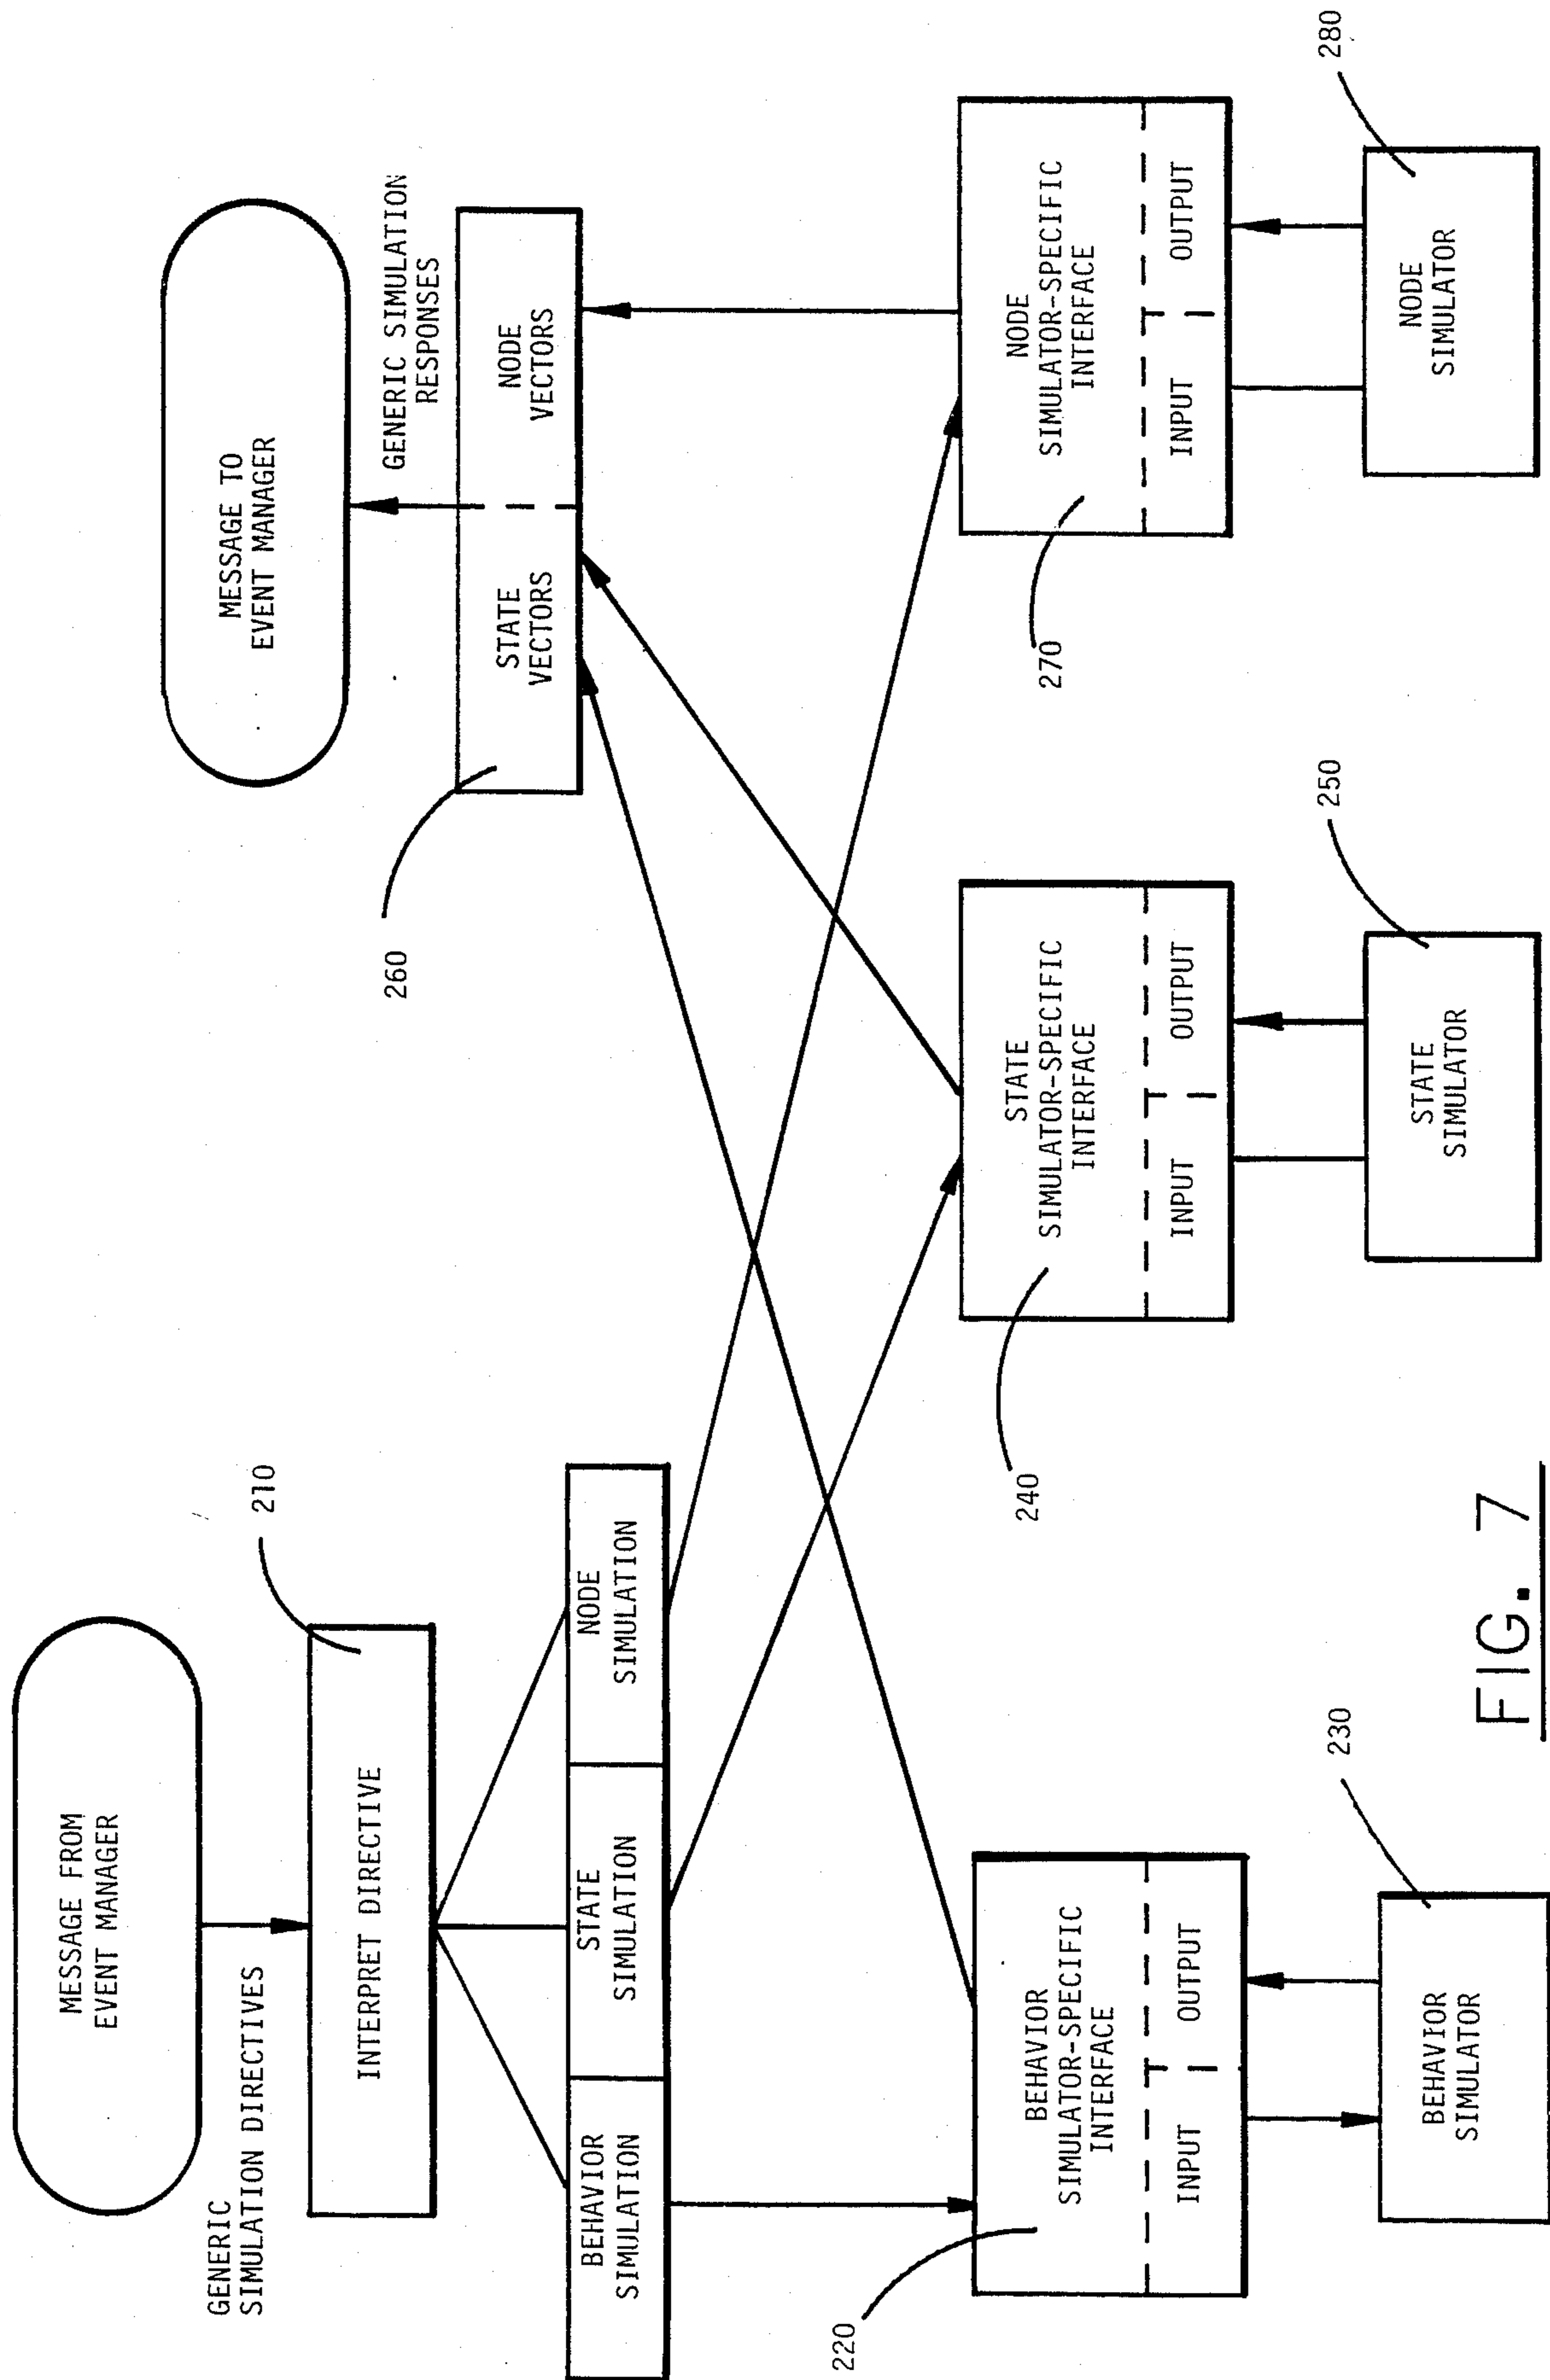 MESSAGE FROM
EVENT MANAGER
GENERIC
SIMULATION DIRECTIVES
210
INTERPRET DIRECTIVE
BEHAVIOR
SIMULATION
STATE
SIMULATION
NODE
SIMULATION
MESSAGE TO
EVENT MANAGER
GENERIC SIMULATION
RESPONSES
STATE
VECTORS
NODE
VECTORS
260
220
BEHAVIOR
SIMULATOR-SPECIFIC
INTERFACE
INPUT
OUTPUT
230
BEHAVIOR
SIMULATOR
240
STATE
SIMULATOR-SPECIFIC
INTERFACE
INPUT
OUTPUT
250
STATE
SIMULATOR
270
NODE
SIMULATOR-SPECIFIC
INTERFACE
INPUT
OUTPUT
280
NODE
SIMULATOR
FIG. 7